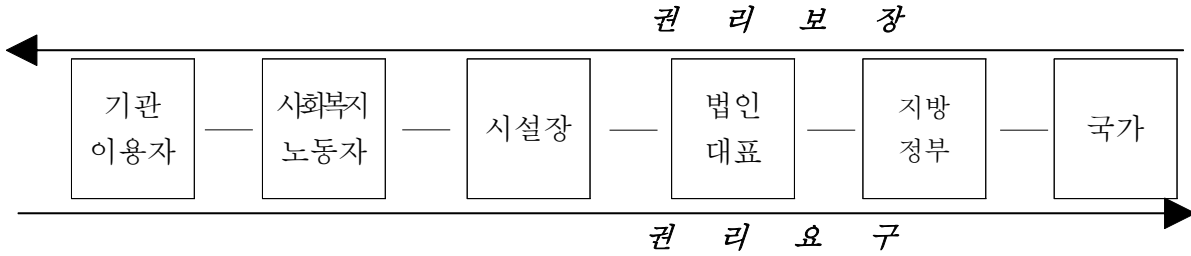 권 리 보 장
기관
이용자
사회복지
노동자
시설장
법인
대표
지방
정부
국가
권 리 요 구